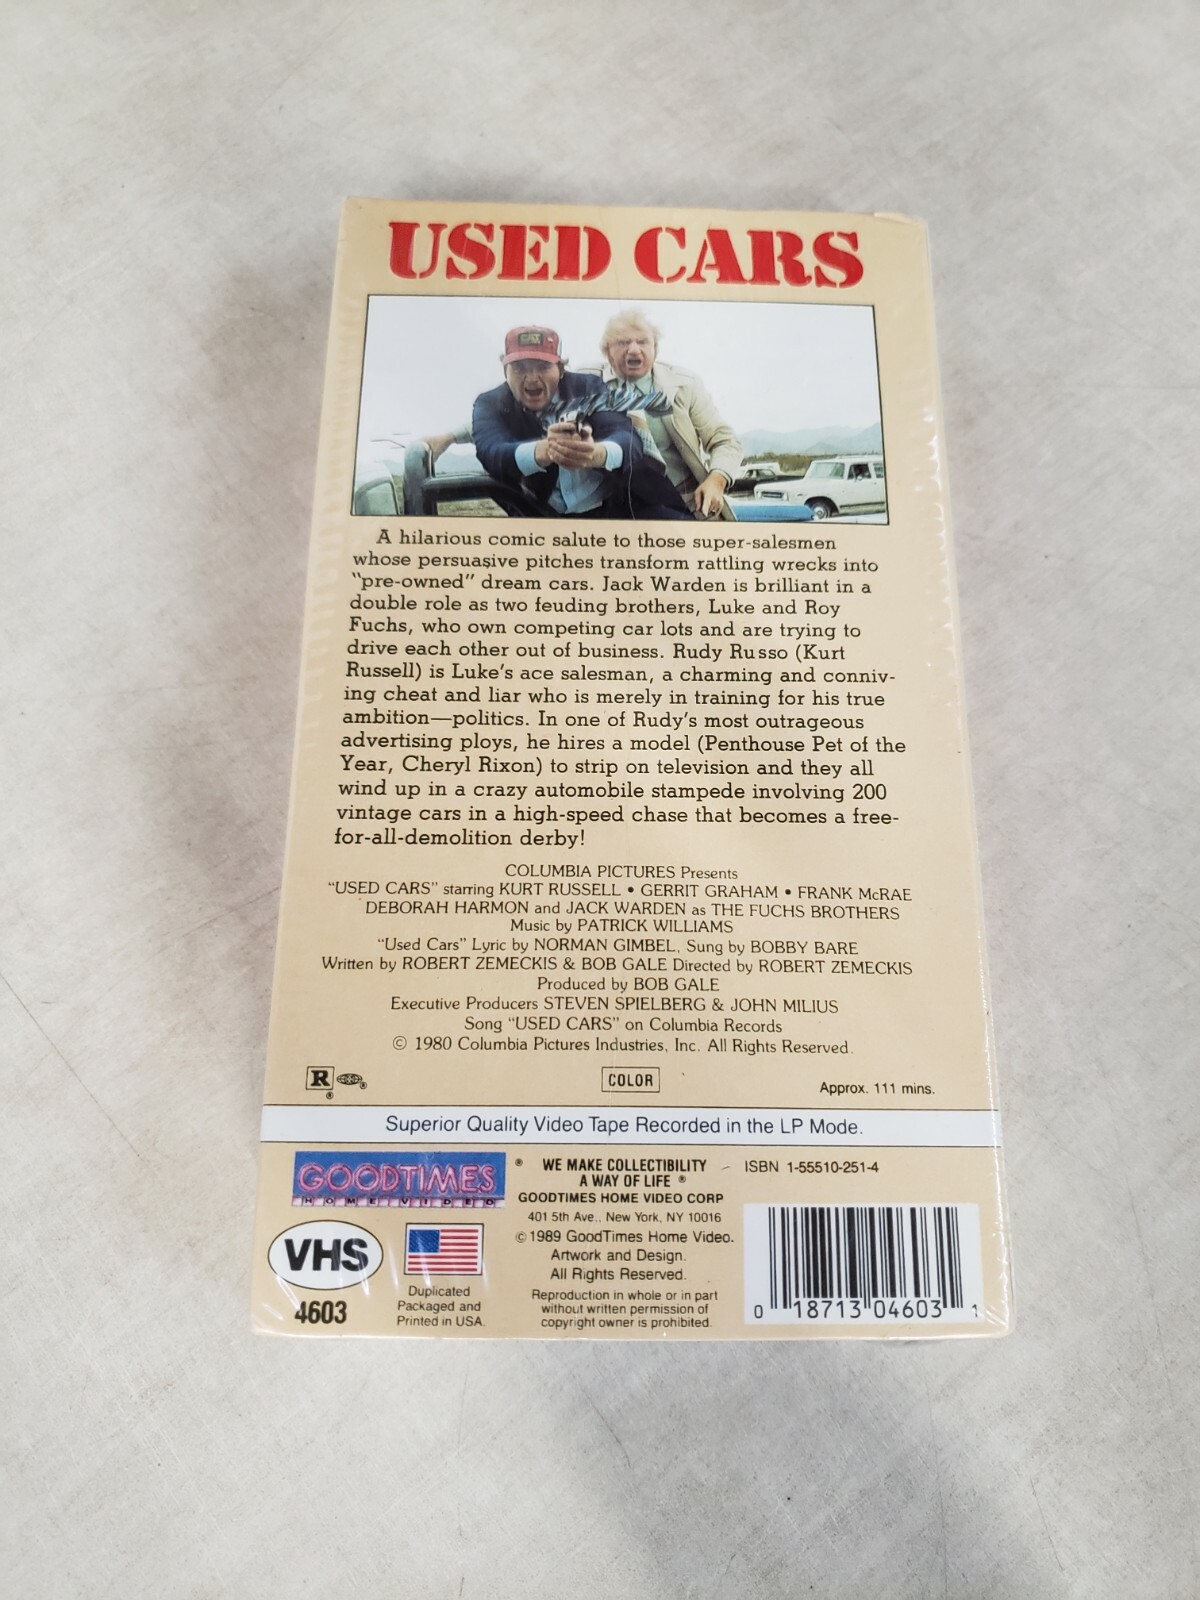 USED CARS
CAT
A hilarious comic salute to those super-salesmen
whose persuasive pitches transform rattling wrecks into
"pre-owned" dream cars. Jack Warden is brilliant in a
double role as two feuding brothers, Luke and Roy
Fuchs, who own competing car lots and are trying to
drive each other out of business. Rudy Russo (Kurt
Russell) is Luke's ace salesman, a charming and conniv-
ing cheat and liar who is merely in training for his true
ambition—politics. In one of Rudy's most outrageous
advertising ploys, he hires a model (Penthouse Pet of the
Year, Cheryl Rixon) to strip on television and they all
wind up in a crazy automobile stampede involving 200
vintage cars in a high-speed chase that becomes a free-
for-all-demolition derby!
COLUMBIA PICTURES Presents
"USED CARS" starring KURT RUSSELL • GERRIT GRAHAM • FRANK McRAE
DEBORAH HARMON and JACK WARDEN as THE FUCHS BROTHERS
Music by PATRICK WILLIAMS
"Used Cars" Lyric by NORMAN GIMBEL, Sung by BOBBY BARE
Written by ROBERT ZEMECKIS & BOB GALE Directed by ROBERT ZEMECKIS
Produced by BOB GALE
Executive Producers STEVEN SPIELBERG & JOHN MILIUS
Song "USED CARS" on Columbia Records
© 1980 Columbia Pictures Industries, Inc. All Rights Reserved.
R ® ®
COLOR
Approx. 111 mins.
Superior Quality Video Tape Recorded in the LP Mode.
GOODTIMES ®
HOME VIDEO
VHS
4603
Duplicated
Packaged and
Printed in USA.
WE MAKE COLLECTIBILITY
A WAY OF LIFE ®
GOODTIMES HOME VIDEO CORP
401 5th Ave., New York, NY 10016
© 1989 GoodTimes Home Video.
Artwork and Design.
All Rights Reserved.
Reproduction in whole or in part
without written permission of
copyright owner is prohibited.
ISBN 1-55510-251-4
0 18713 04603 1